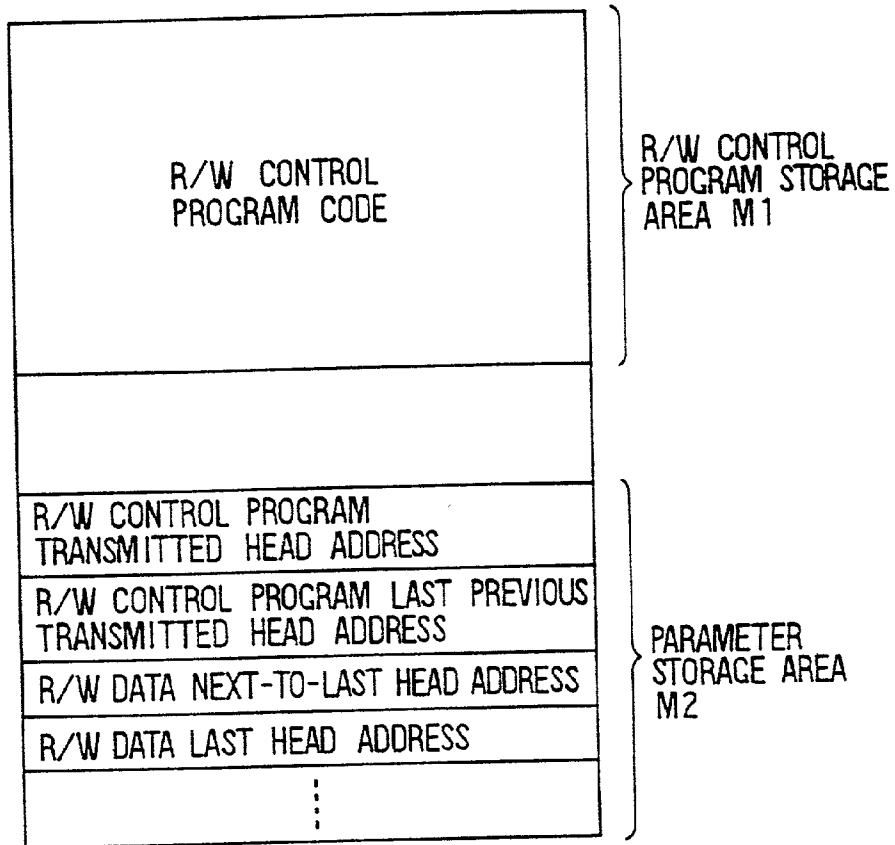 R/W CONTROL
PROGRAM CODE
R/W CONTROL
PROGRAM STORAGE
AREA M1
R/W CONTROL PROGRAM
TRANSMITTED HEAD ADDRESS
R/W CONTROL PROGRAM LAST PREVIOUS
TRANSMITTED HEAD ADDRESS
R/W DATA NEXT-TO-LAST HEAD ADDRESS
R/W DATA LAST HEAD ADDRESS
PARAMETER
STORAGE AREA
M2